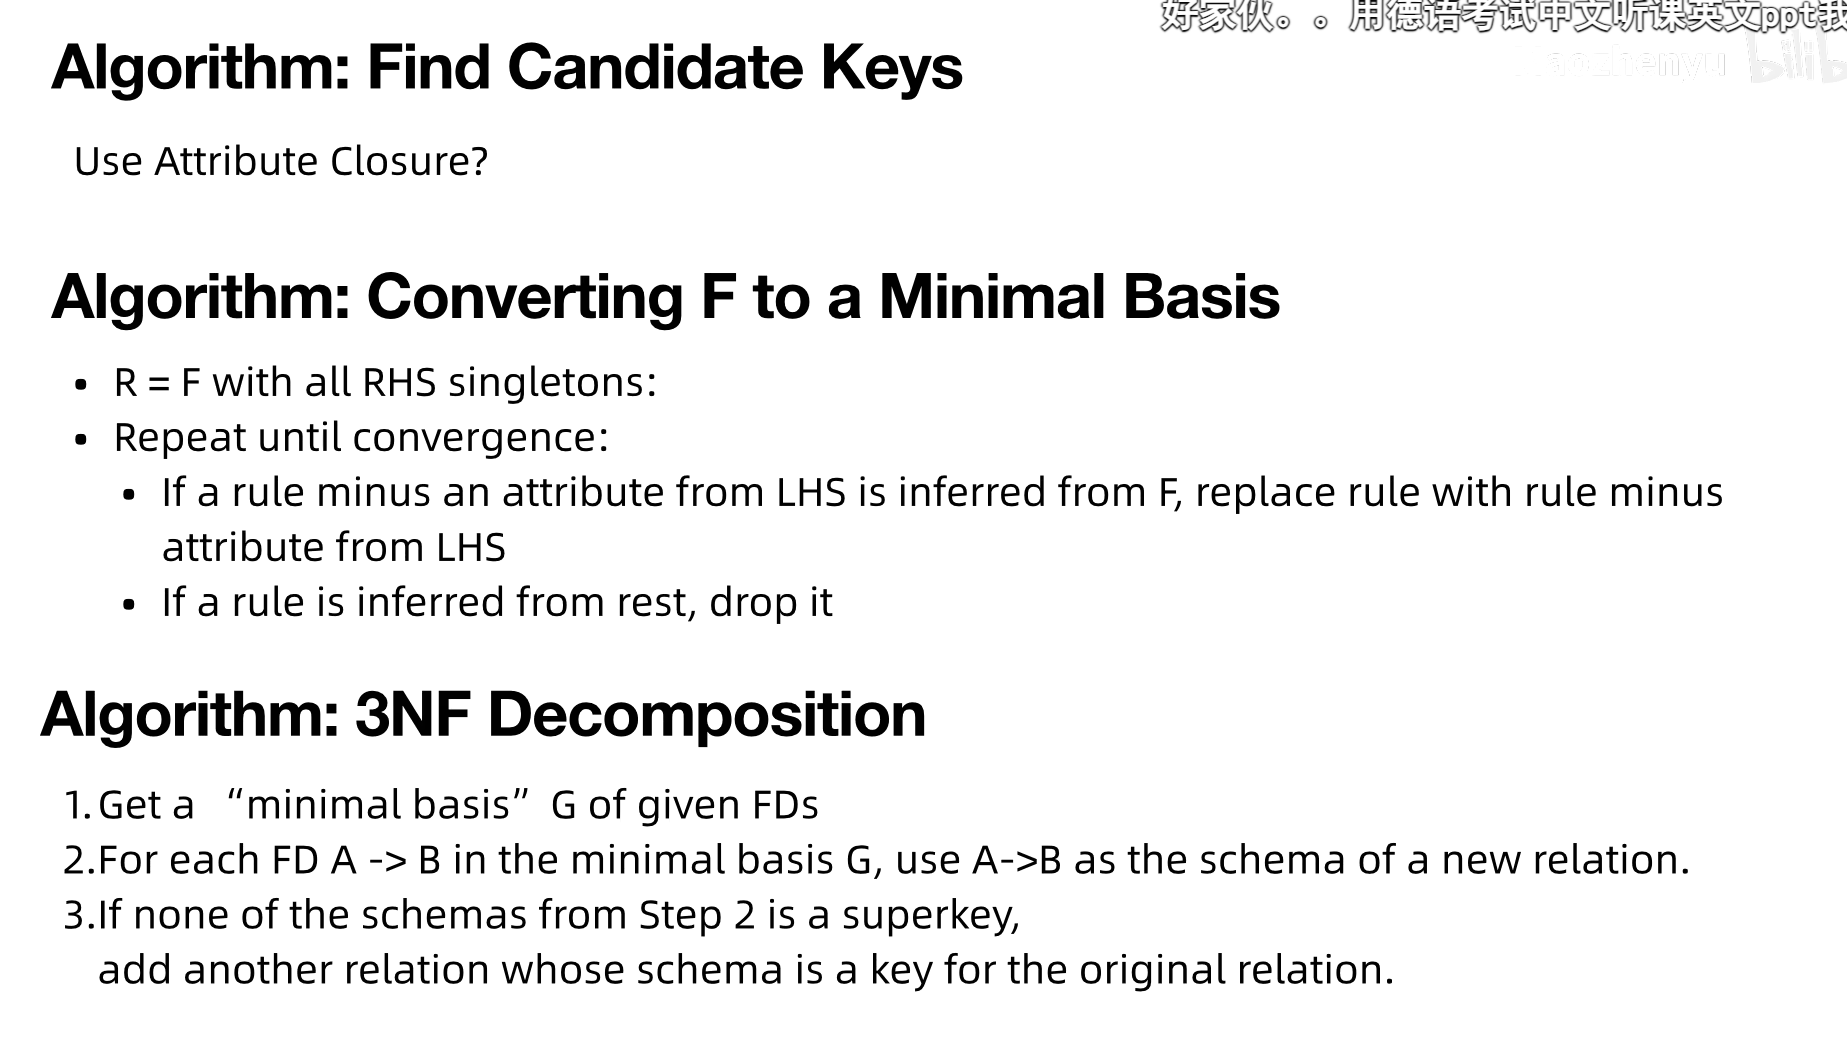 好家伙。。用德语考试中文听课英文ppt我
Algorithm: Find Candidate Keys
Use Attribute Closure?
Algorithm: Converting F to a Minimal Basis
• R = F with all RHS singletons:
• Repeat until convergence:
• If a rule minus an attribute from LHS is inferred from F, replace rule with rule minus
attribute from LHS
• If a rule is inferred from rest, drop it
Algorithm: 3NF Decomposition
1.Get a “minimal basis” G of given FDs
2.For each FD A -> B in the minimal basis G, use A->B as the schema of a new relation.
3.If none of the schemas from Step 2 is a superkey,
add another relation whose schema is a key for the original relation.